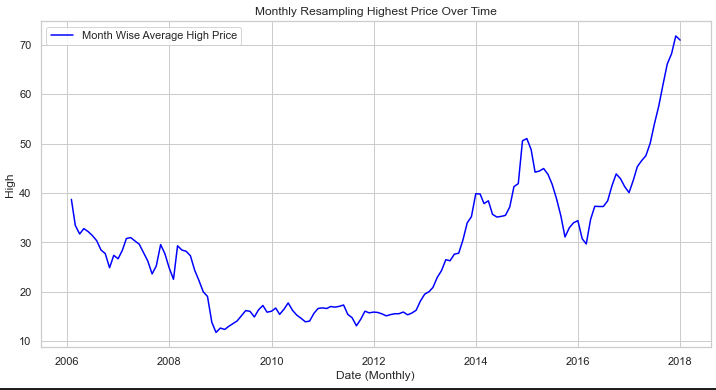 Monthly Resampling Highest Price Over Time
Month Wise Average High Price
70
60
50
40
30
20
10
High
2006 2008 2010 2012 2014 2016 2018
Date (Monthly)